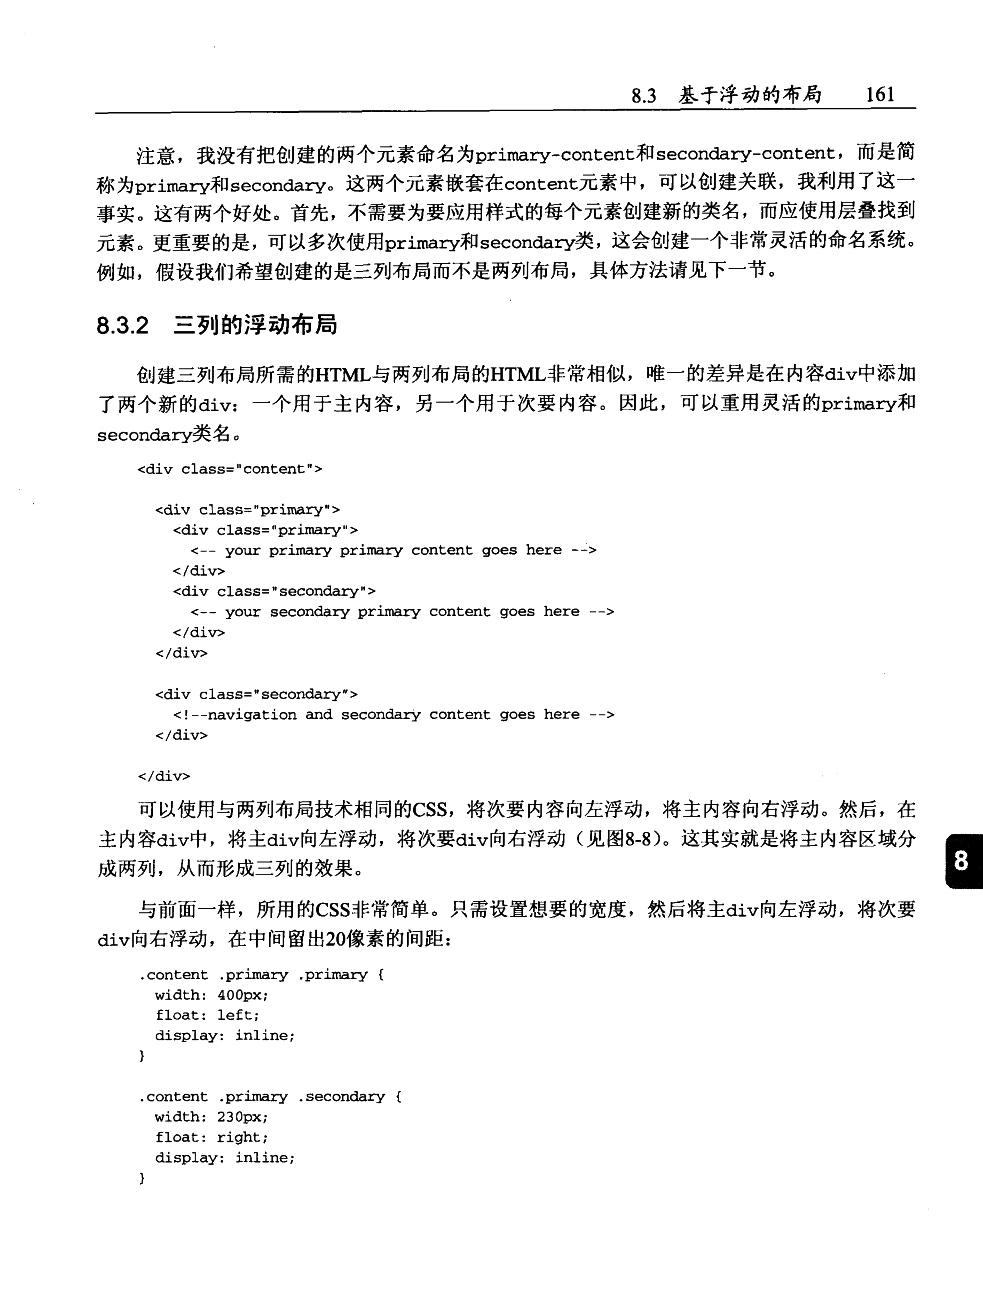 8.3 基于浮动的布局 161
注意，我没有把创建的两个元素命名为primary-content和secondary-content，而是简
称为primary和secondary。这两个元素嵌套在content元素中，可以创建关联，我利用了这一
事实。这有两个好处。首先，不需要为要应用样式的每个元素创建新的类名，而应使用层叠找到
元素。更重要的是，可以多次使用primary和secondary类，这会创建一个非常灵活的命名系统。
例如，假设我们希望创建的是三列布局而不是两列布局，具体方法请见下一节。
8.3.2 三列的浮动布局
创建三列布局所需的HTML与两列布局的HTML非常相似，唯一的差异是在内容div中添加
了两个新的div：一个用于主内容，另一个用于次要内容。因此，可以重用灵活的primary和
secondary类名。
<div class="content">
<div class="primary">
<div class="primary">
<-- your primary primary content goes here -->
</div>
<div class="secondary">
<-- your secondary primary content goes here -->
</div>
</div>
<div class="secondary">
<!--navigation and secondary content goes here -->
</div>
</div>
可以使用与两列布局技术相同的CSS，将次要内容向左浮动，将主内容向右浮动。然后，在
主内容div中，将主div向左浮动，将次要div向右浮动（见图8-8）。这其实就是将主内容区域分
成两列，从而形成三列的效果。
8
与前面一样，所用的CSS非常简单。只需设置想要的宽度，然后将主div向左浮动，将次要
div向右浮动，在中间留出20像素的间距：
.content .primary .primary {
width: 400px;
float: left;
display: inline;
}
.content .primary .secondary {
width: 230px;
float: right;
display: inline;
}